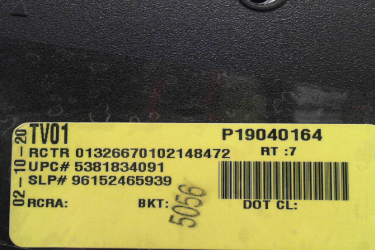 02-10-20
TV01 P19040164
RCTR 01326670102148472 RT :7
UPC# 5381834091
SLP# 96152465939
RCRA: BKT: 5056 DOT CL: